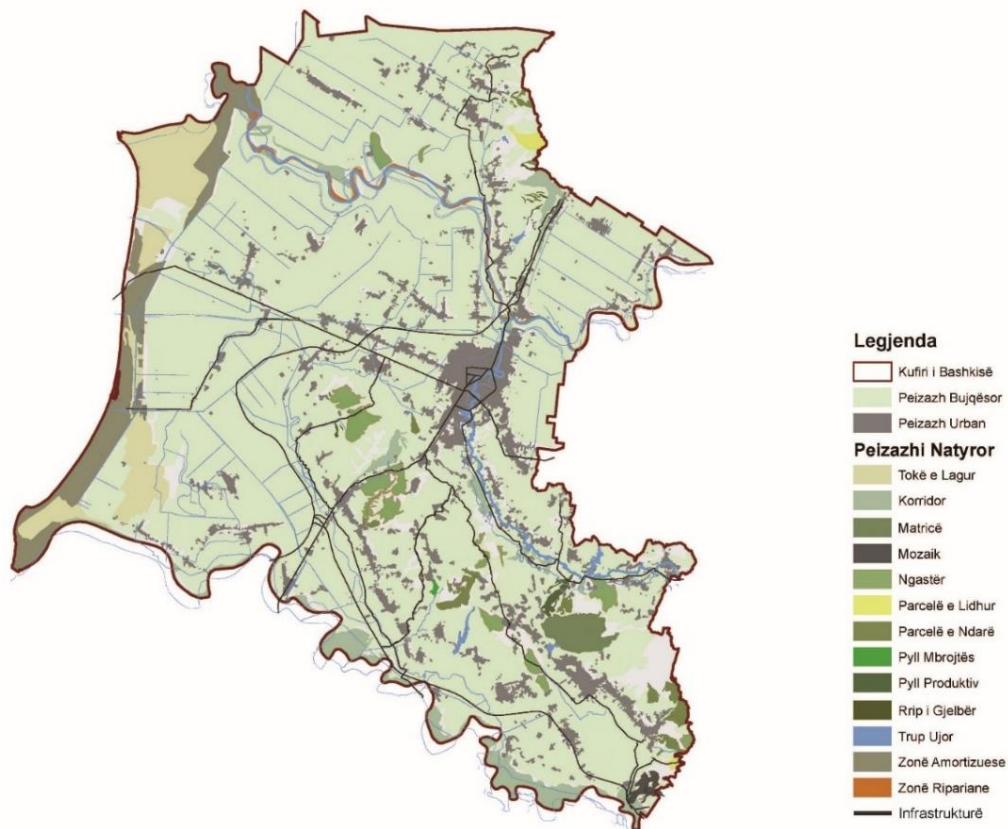 Legjenda
Kufiri i Bashkisë
Peizazh Bujqësor
Peizazh Urban
Peizazhi Natyror
Tokë e Lagur
Korridor
Matricë
Mozaik
Ngastër
Parcelë e Lidhur
Parcelë e Ndarë
Pyll Mbrojtës
Pyll Produktiv
Rrip i Gjelbër
Trup Ujor
Zonë Amortizuese
Zonë Ripariane
Infrastrukturë